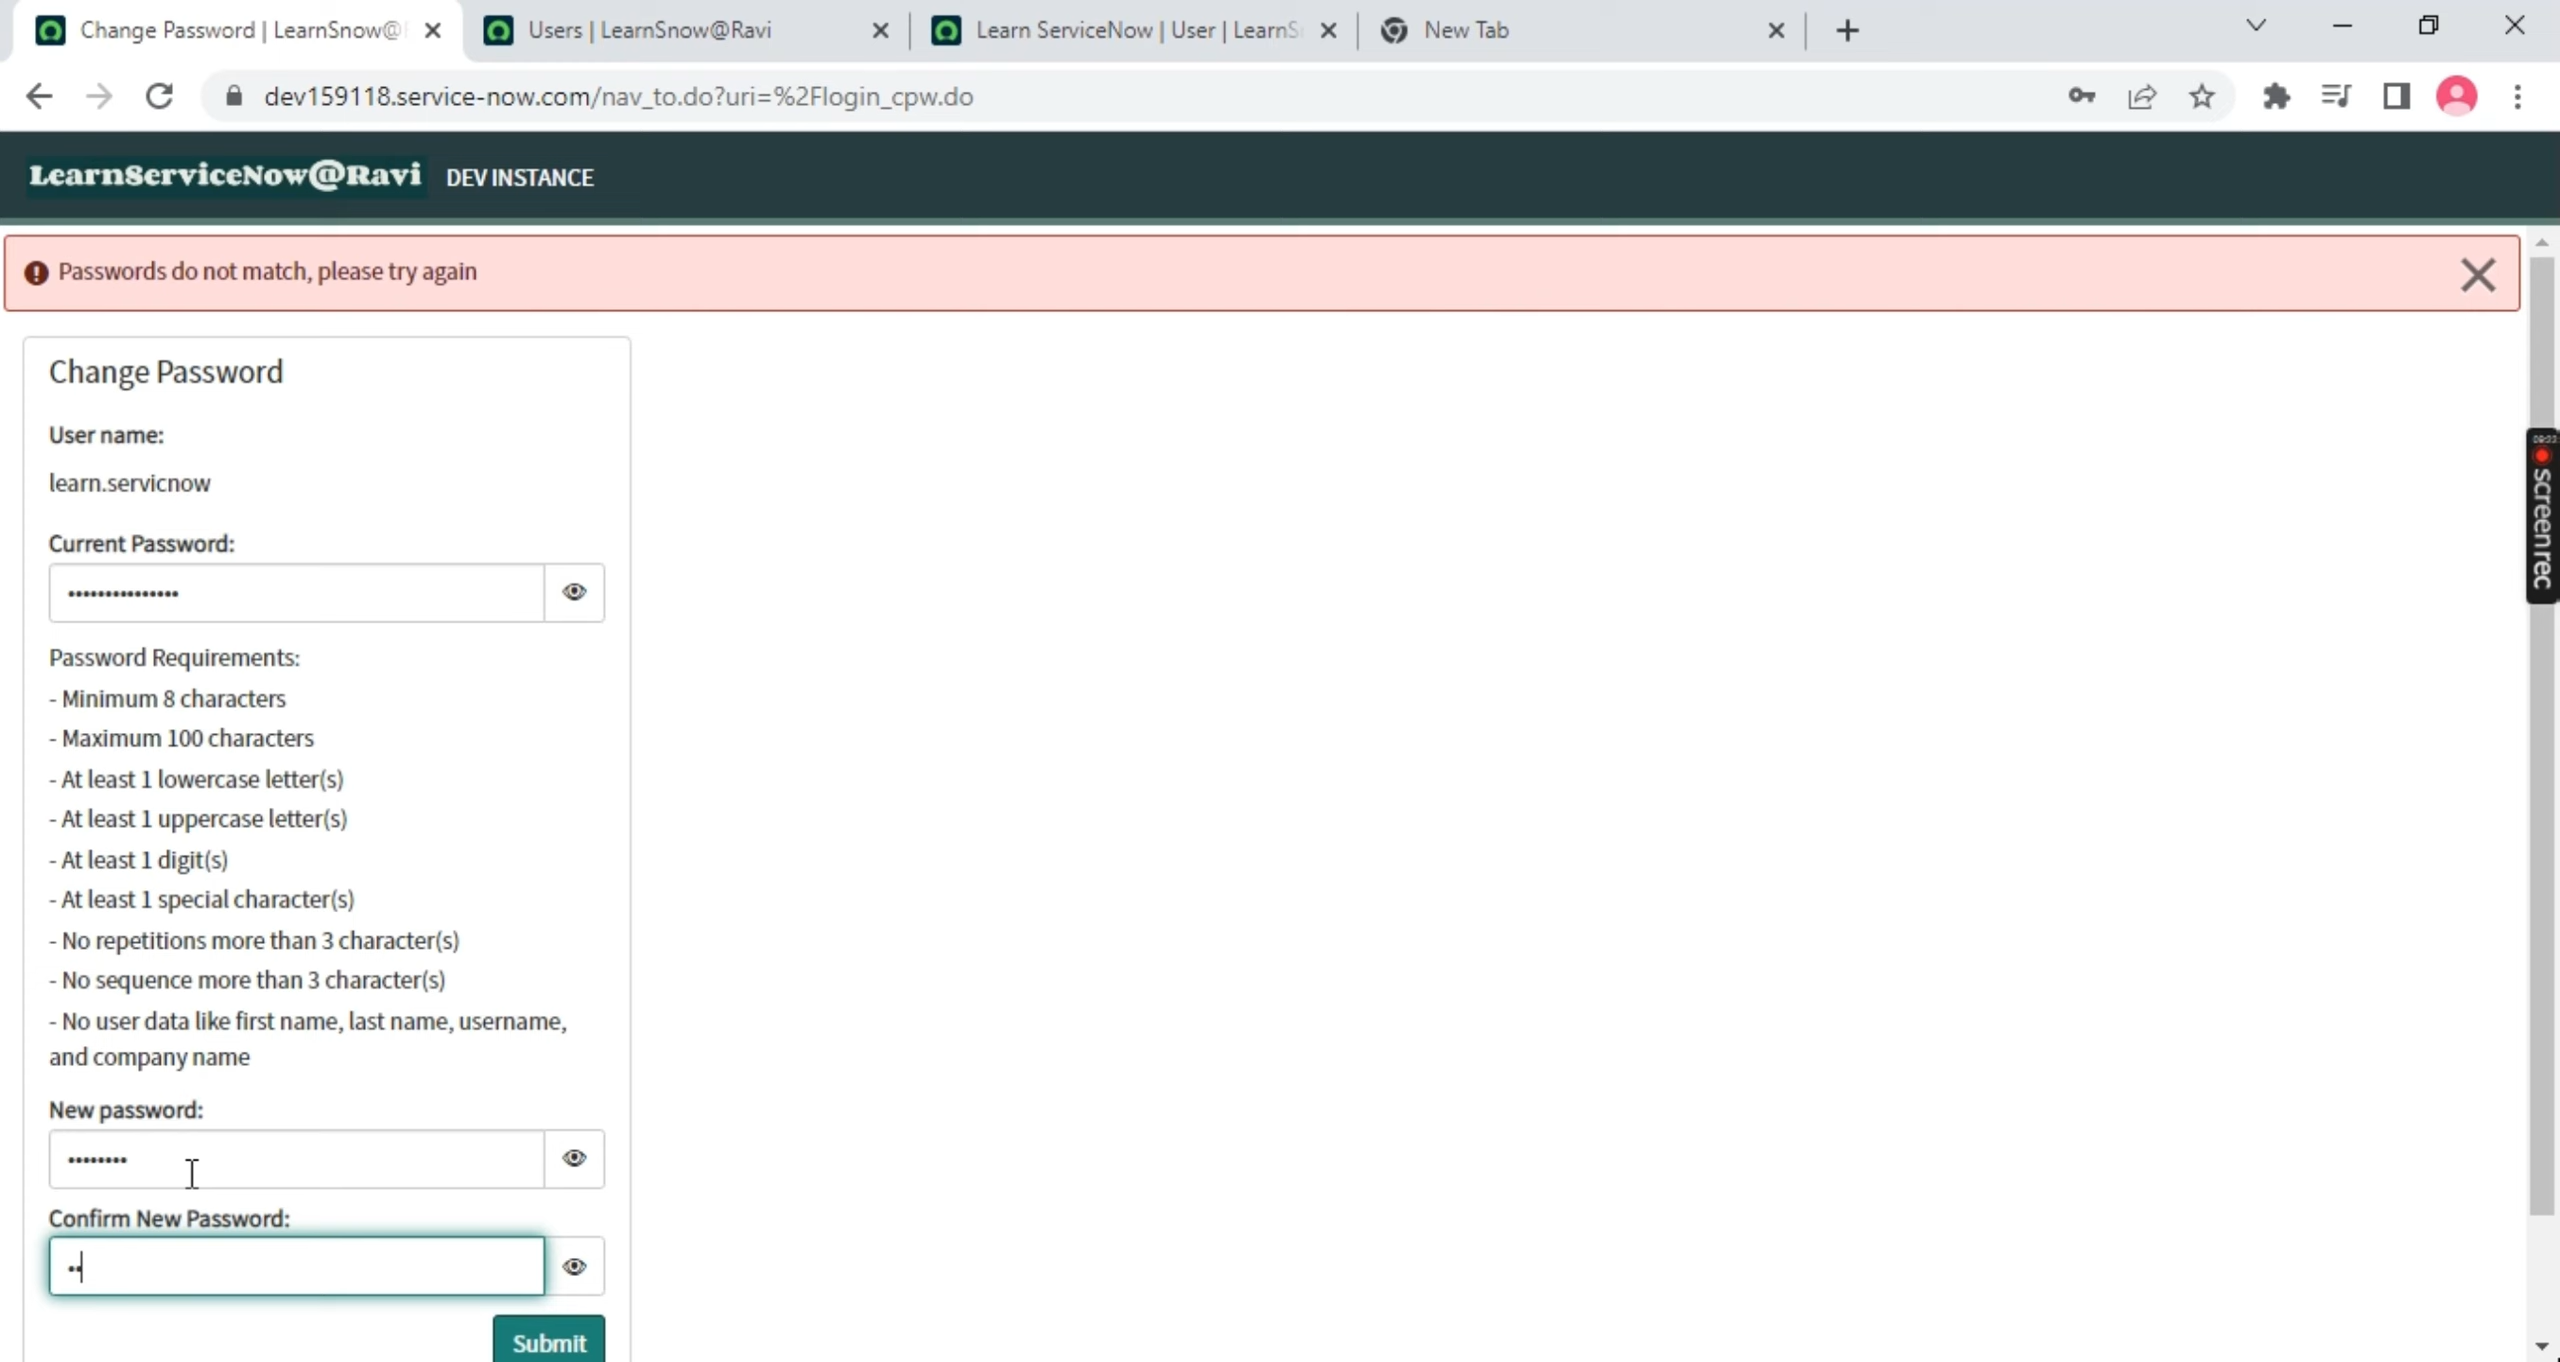 Change Password | LearnSnow@
Users | LearnSnow@Ravi
Learn ServiceNow | User | LearnS
New Tab
dev159118.service-now.com/nav_to.do?uri=%2Flogin_cpw.do
LearnServiceNow@Ravi DEV INSTANCE
Passwords do not match, please try again
Change Password
User name:
learn.servicnow
Current Password:
Password Requirements:
- Minimum 8 characters
- Maximum 100 characters
- At least 1 lowercase letter(s)
- At least 1 uppercase letter(s)
- At least 1 digit(s)
- At least 1 special character(s)
- No repetitions more than 3 character(s)
- No sequence more than 3 character(s)
- No user data like first name, last name, username,
and company name
New password:
Confirm New Password:
Submit
screenrec